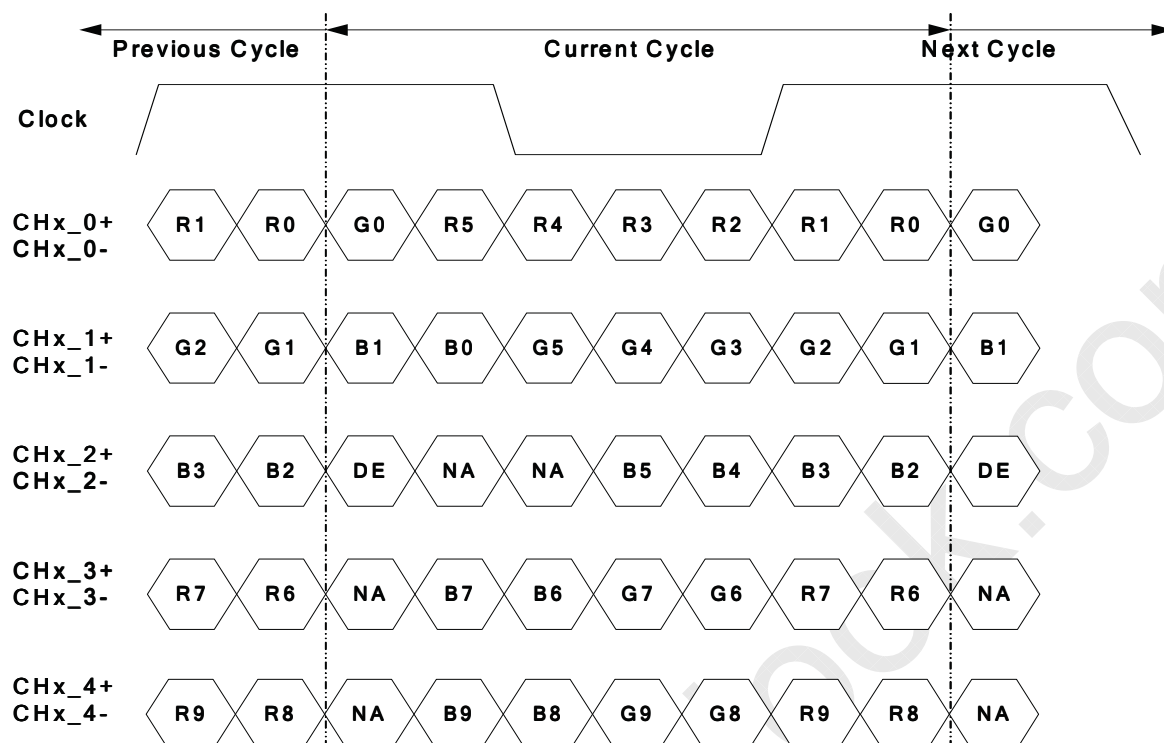 Previous Cycle Current Cycle Next Cycle
Clock
CHx_0+
CHx_0-
R1 R0 G0 R5 R4 R3 R2 R1 R0 G0
CHx_1+
CHx_1-
G2 G1 B1 B0 G5 G4 G3 G2 G1 B1
CHx_2+
CHx_2-
B3 B2 DE NA NA B5 B4 B3 B2 DE
CHx_3+
CHx_3-
R7 R6 NA B7 B6 G7 G6 R7 R6 NA
CHx_4+
CHx_4-
R9 R8 NA B9 B8 G9 G8 R9 R8 NA